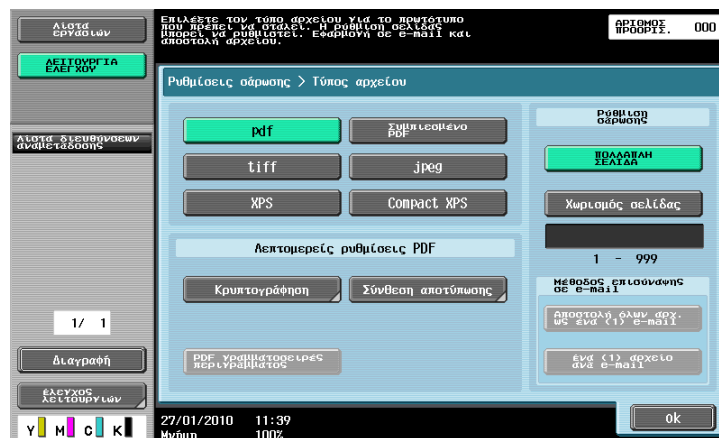 Λίστα
εργασιών
Επιλέξτε τον τύπο αρχείου για το πρωτότυπο
που πρέπει να σταλεί. Η ρύθμιση σελίδας
μπορεί να ρυθμιστεί. Εφαρμογή σε e-mail και
αποστολή αρχείου.
ΑΡΙΘΜΟΣ
ΠΡΟΟΡΙΣ.
000
ΛΕΙΤΟΥΡΓΙΑ
ΕΛΕΓΧΟΥ
Ρυθμίσεις σάρωσης > Τύπος αρχείου
Λίστα διευθύνσεων
αναμετάδοσης
pdf
Συμπιεσμένο
PDF
tiff
jpeg
XPS
Compact XPS
Ρύθμιση
σάρωσης
ΠΟΛΛΑΠΛΗ
ΣΕΛΙΔΑ
Χωρισμός σελίδας
1 - 999
Λεπτομερείς ρυθμίσεις PDF
Κρυπτογράφηση
Σύνθεση αποτύπωσης
PDF γραμματοσειρές
περιγράμματος
Μέθοδος επισύναψης
σε e-mail
Αποστολή όλων αρχ.
ως ένα (1) e-mail
ένα (1) αρχείο
ανά e-mail
1/ 1
Διαγραφή
έλεγχος
λειτουργιών
Y M C K
27/01/2010 11:39
Μνήμη 100%
ok